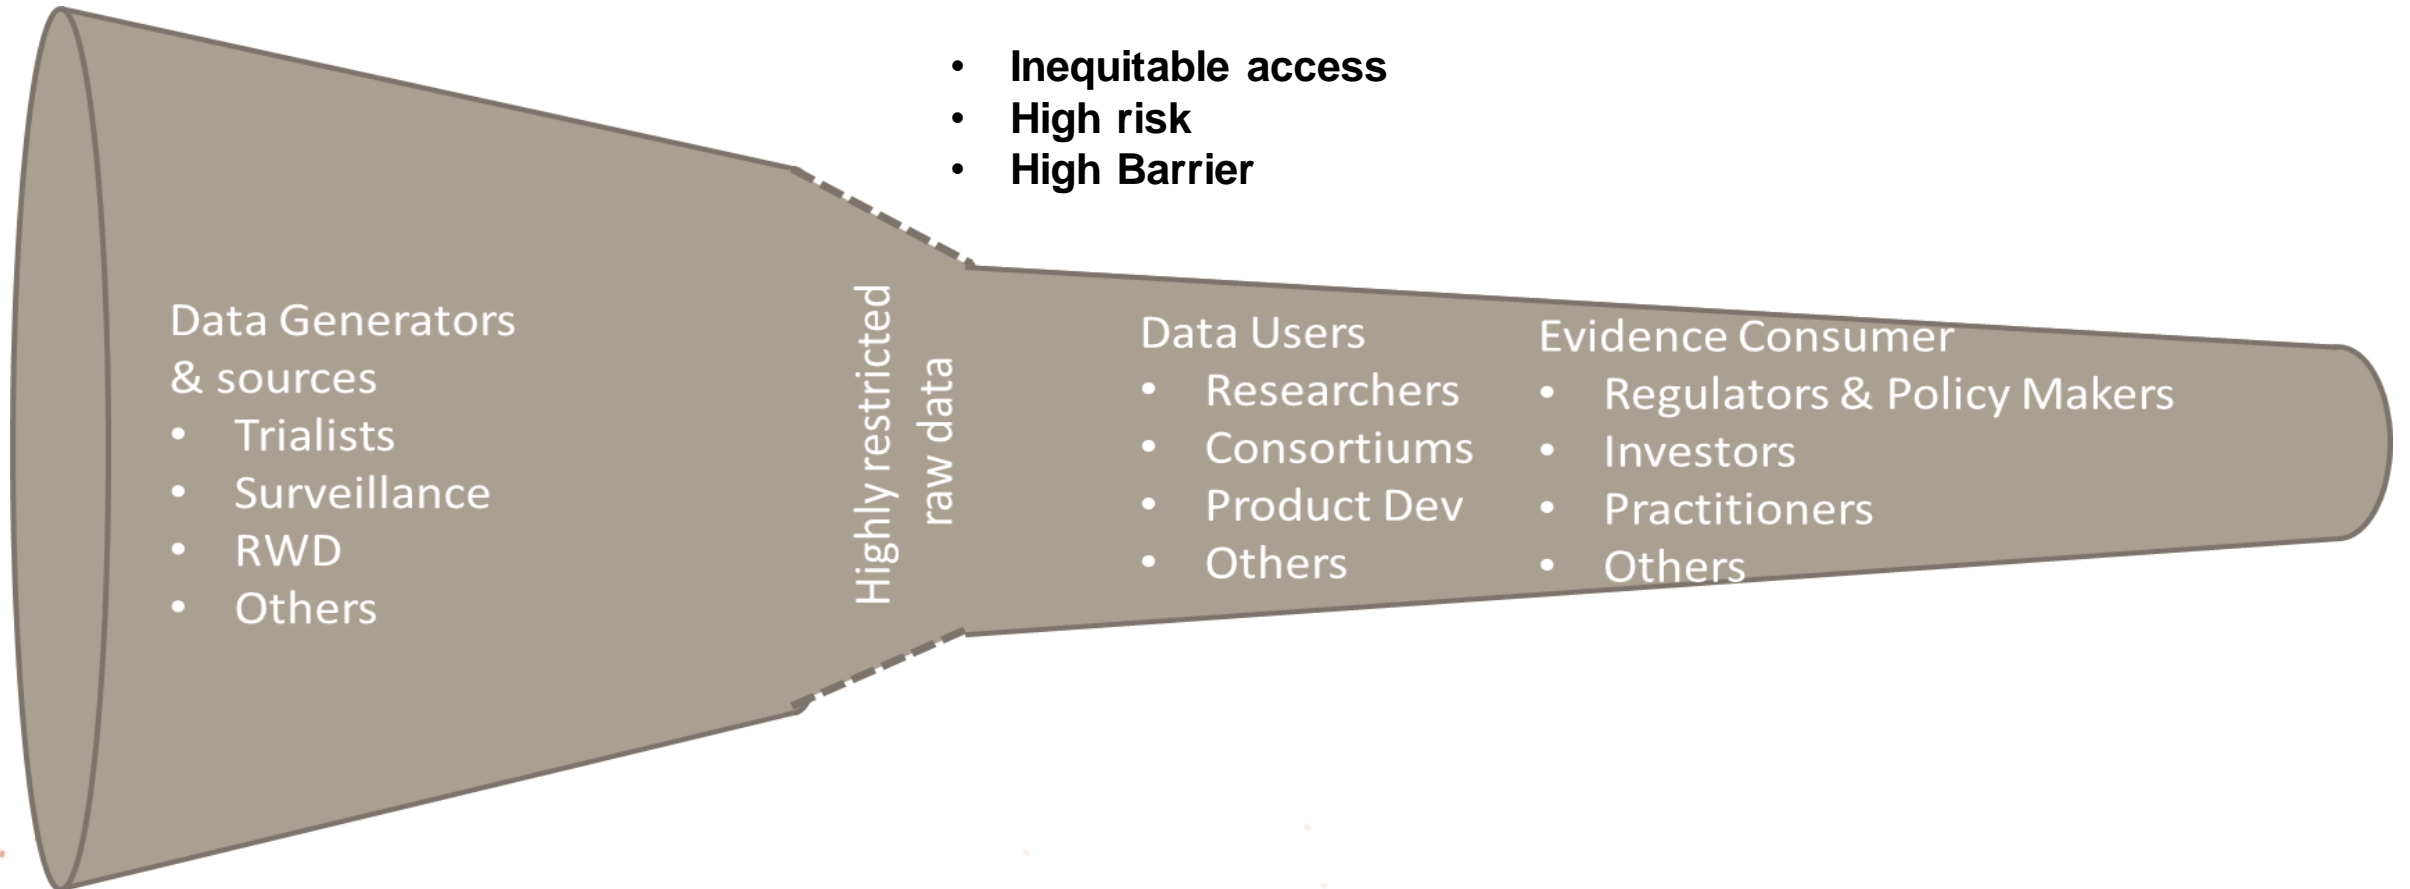 • Inequitable access
• High risk
• High Barrier
Data Generators
& sources
• Trialists
• Surveillance
• RWD
• Others
Highly restricted
raw data
Data Users
• Researchers
• Consortiums
• Product Dev
• Others
Evidence Consumer
• Regulators & Policy Makers
• Investors
• Practitioners
• Others